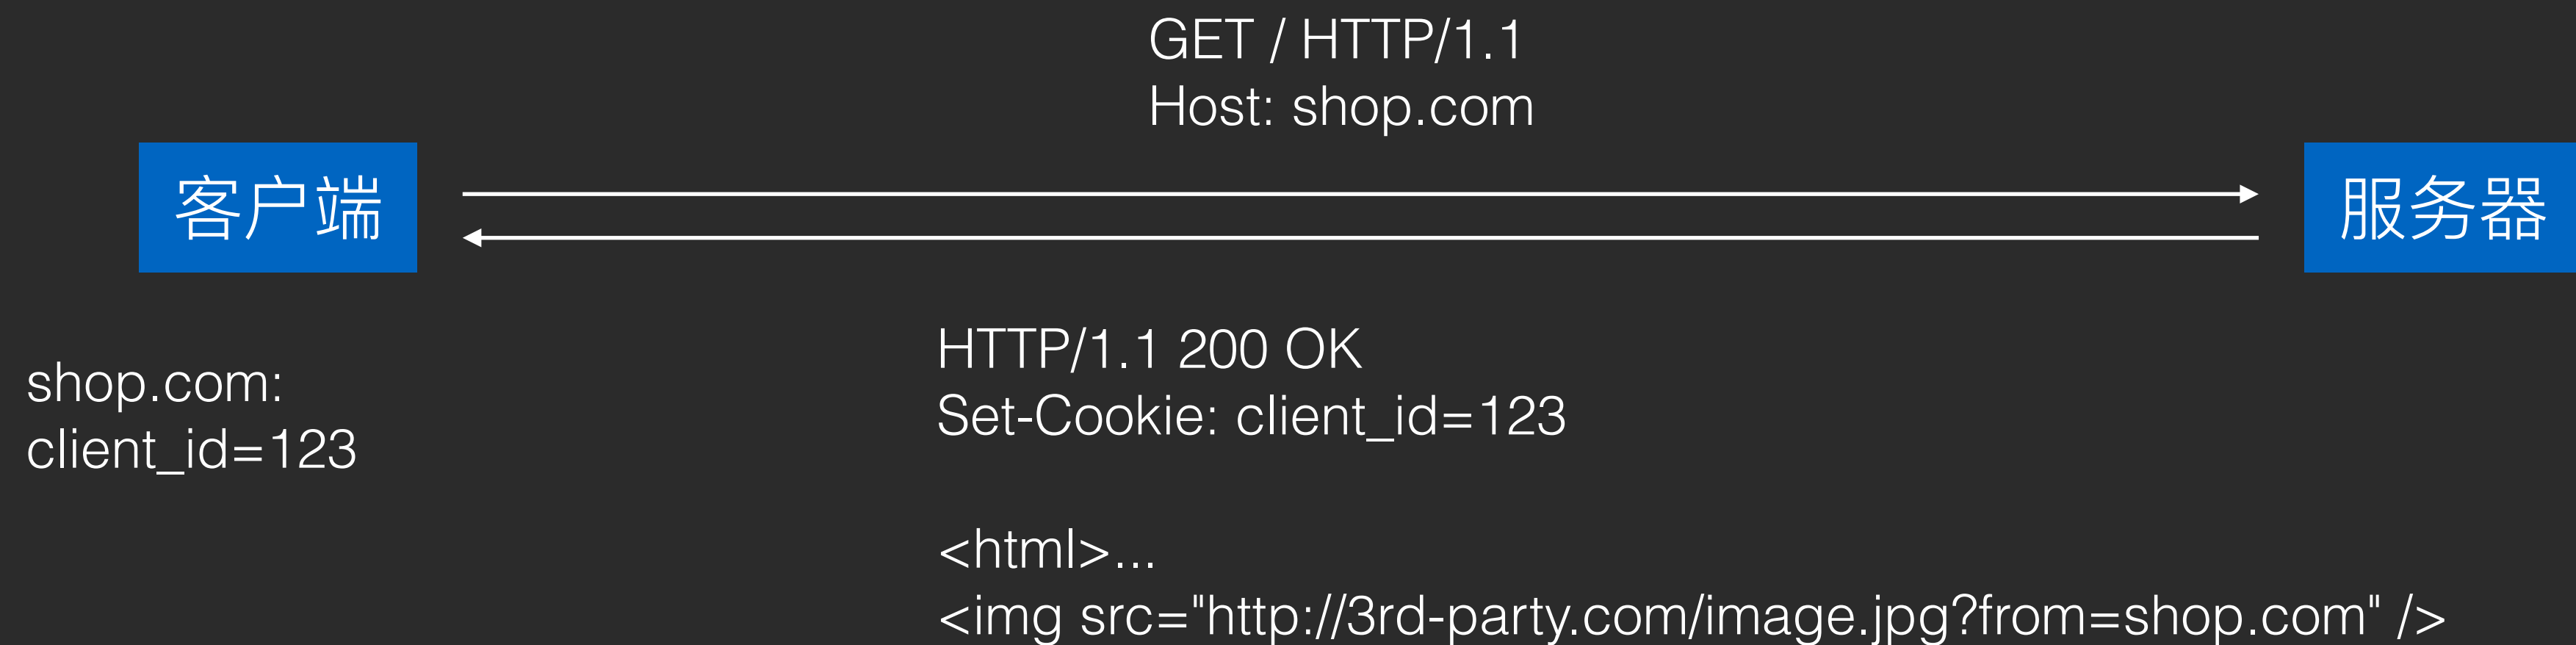 GET / HTTP/1.1
Host: shop.com
客户端
服务器
shop.com:
client_id=123
HTTP/1.1 200 OK
Set-Cookie: client_id=123
<html>...
<img src="http://3rd-party.com/image.jpg?from=shop.com" />